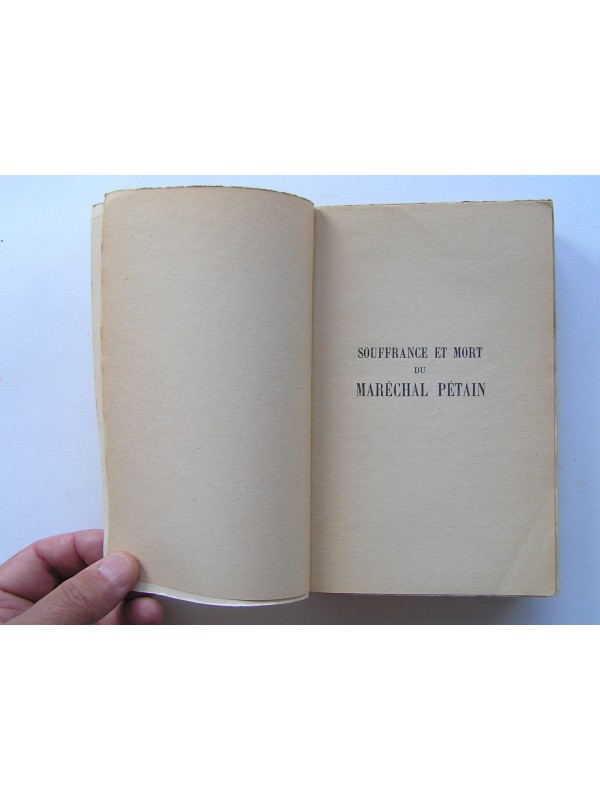 SOUFFRANCE ET MORT
DU
MARÉCHAL PÉTAIN